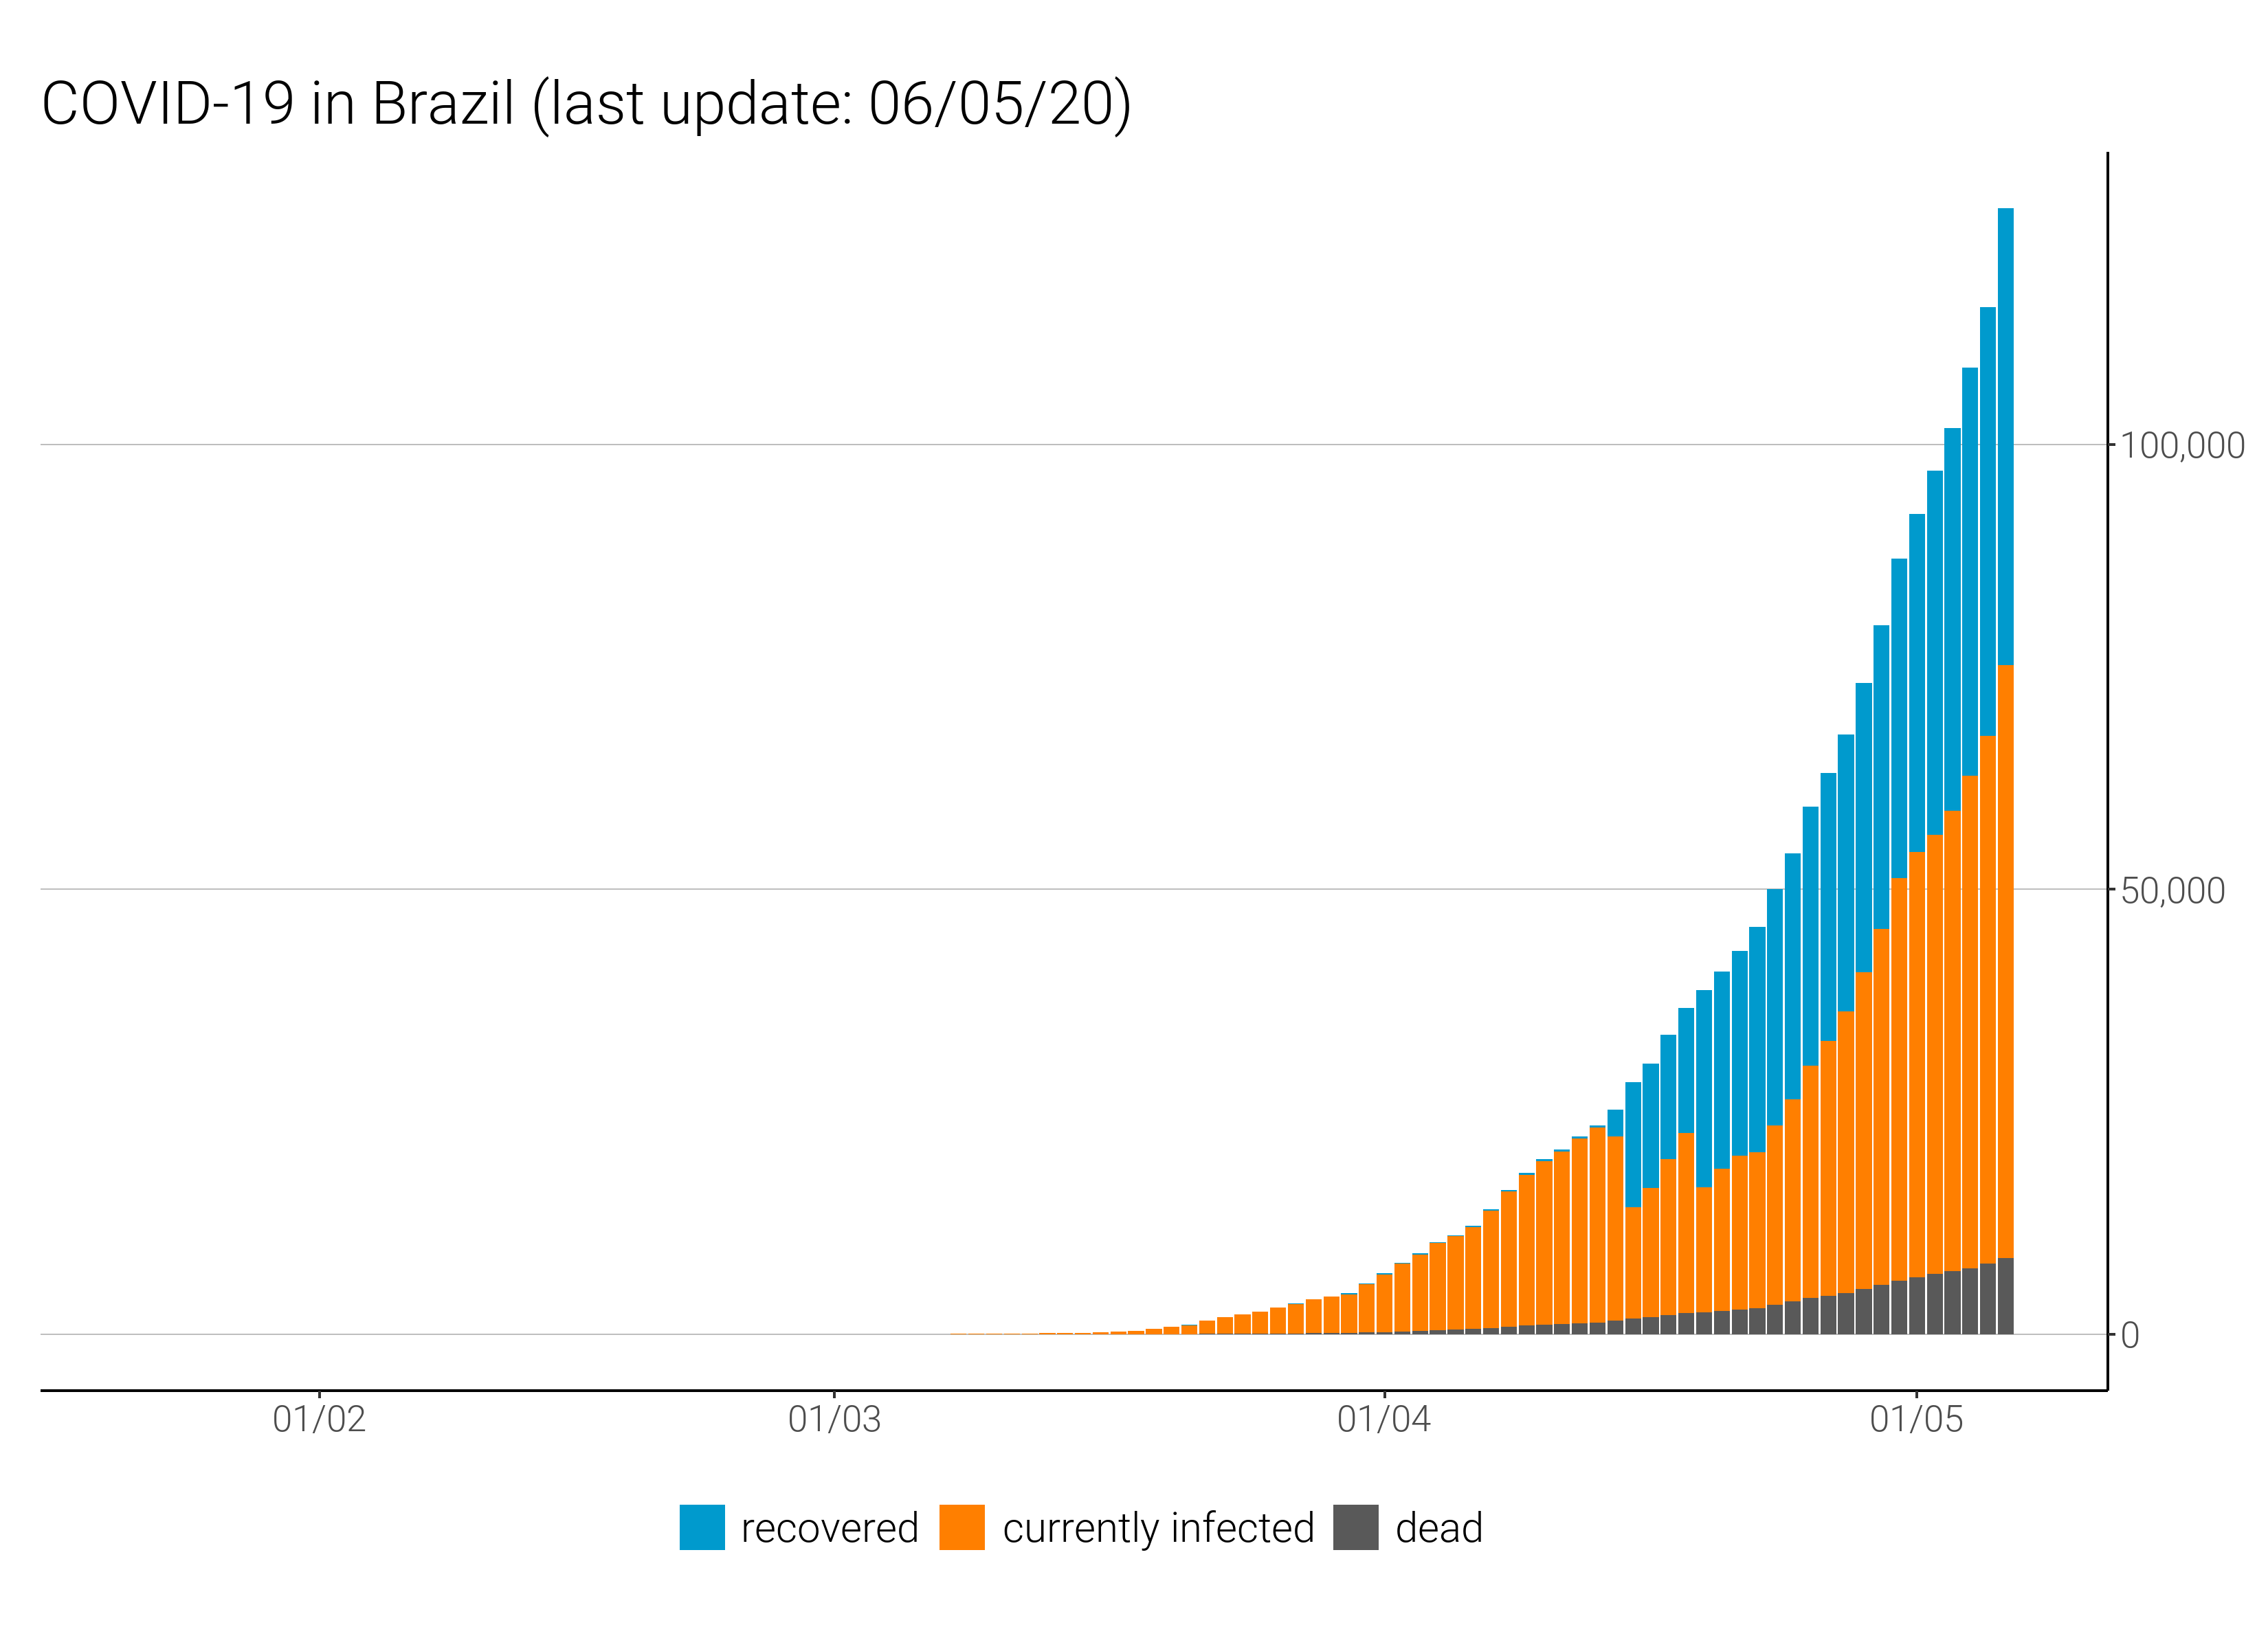 COVID-19 in Brazil (last update: 06/05/20)
100,000
50,000
0
01/02 01/03 01/04 01/05
recovered currently infected dead